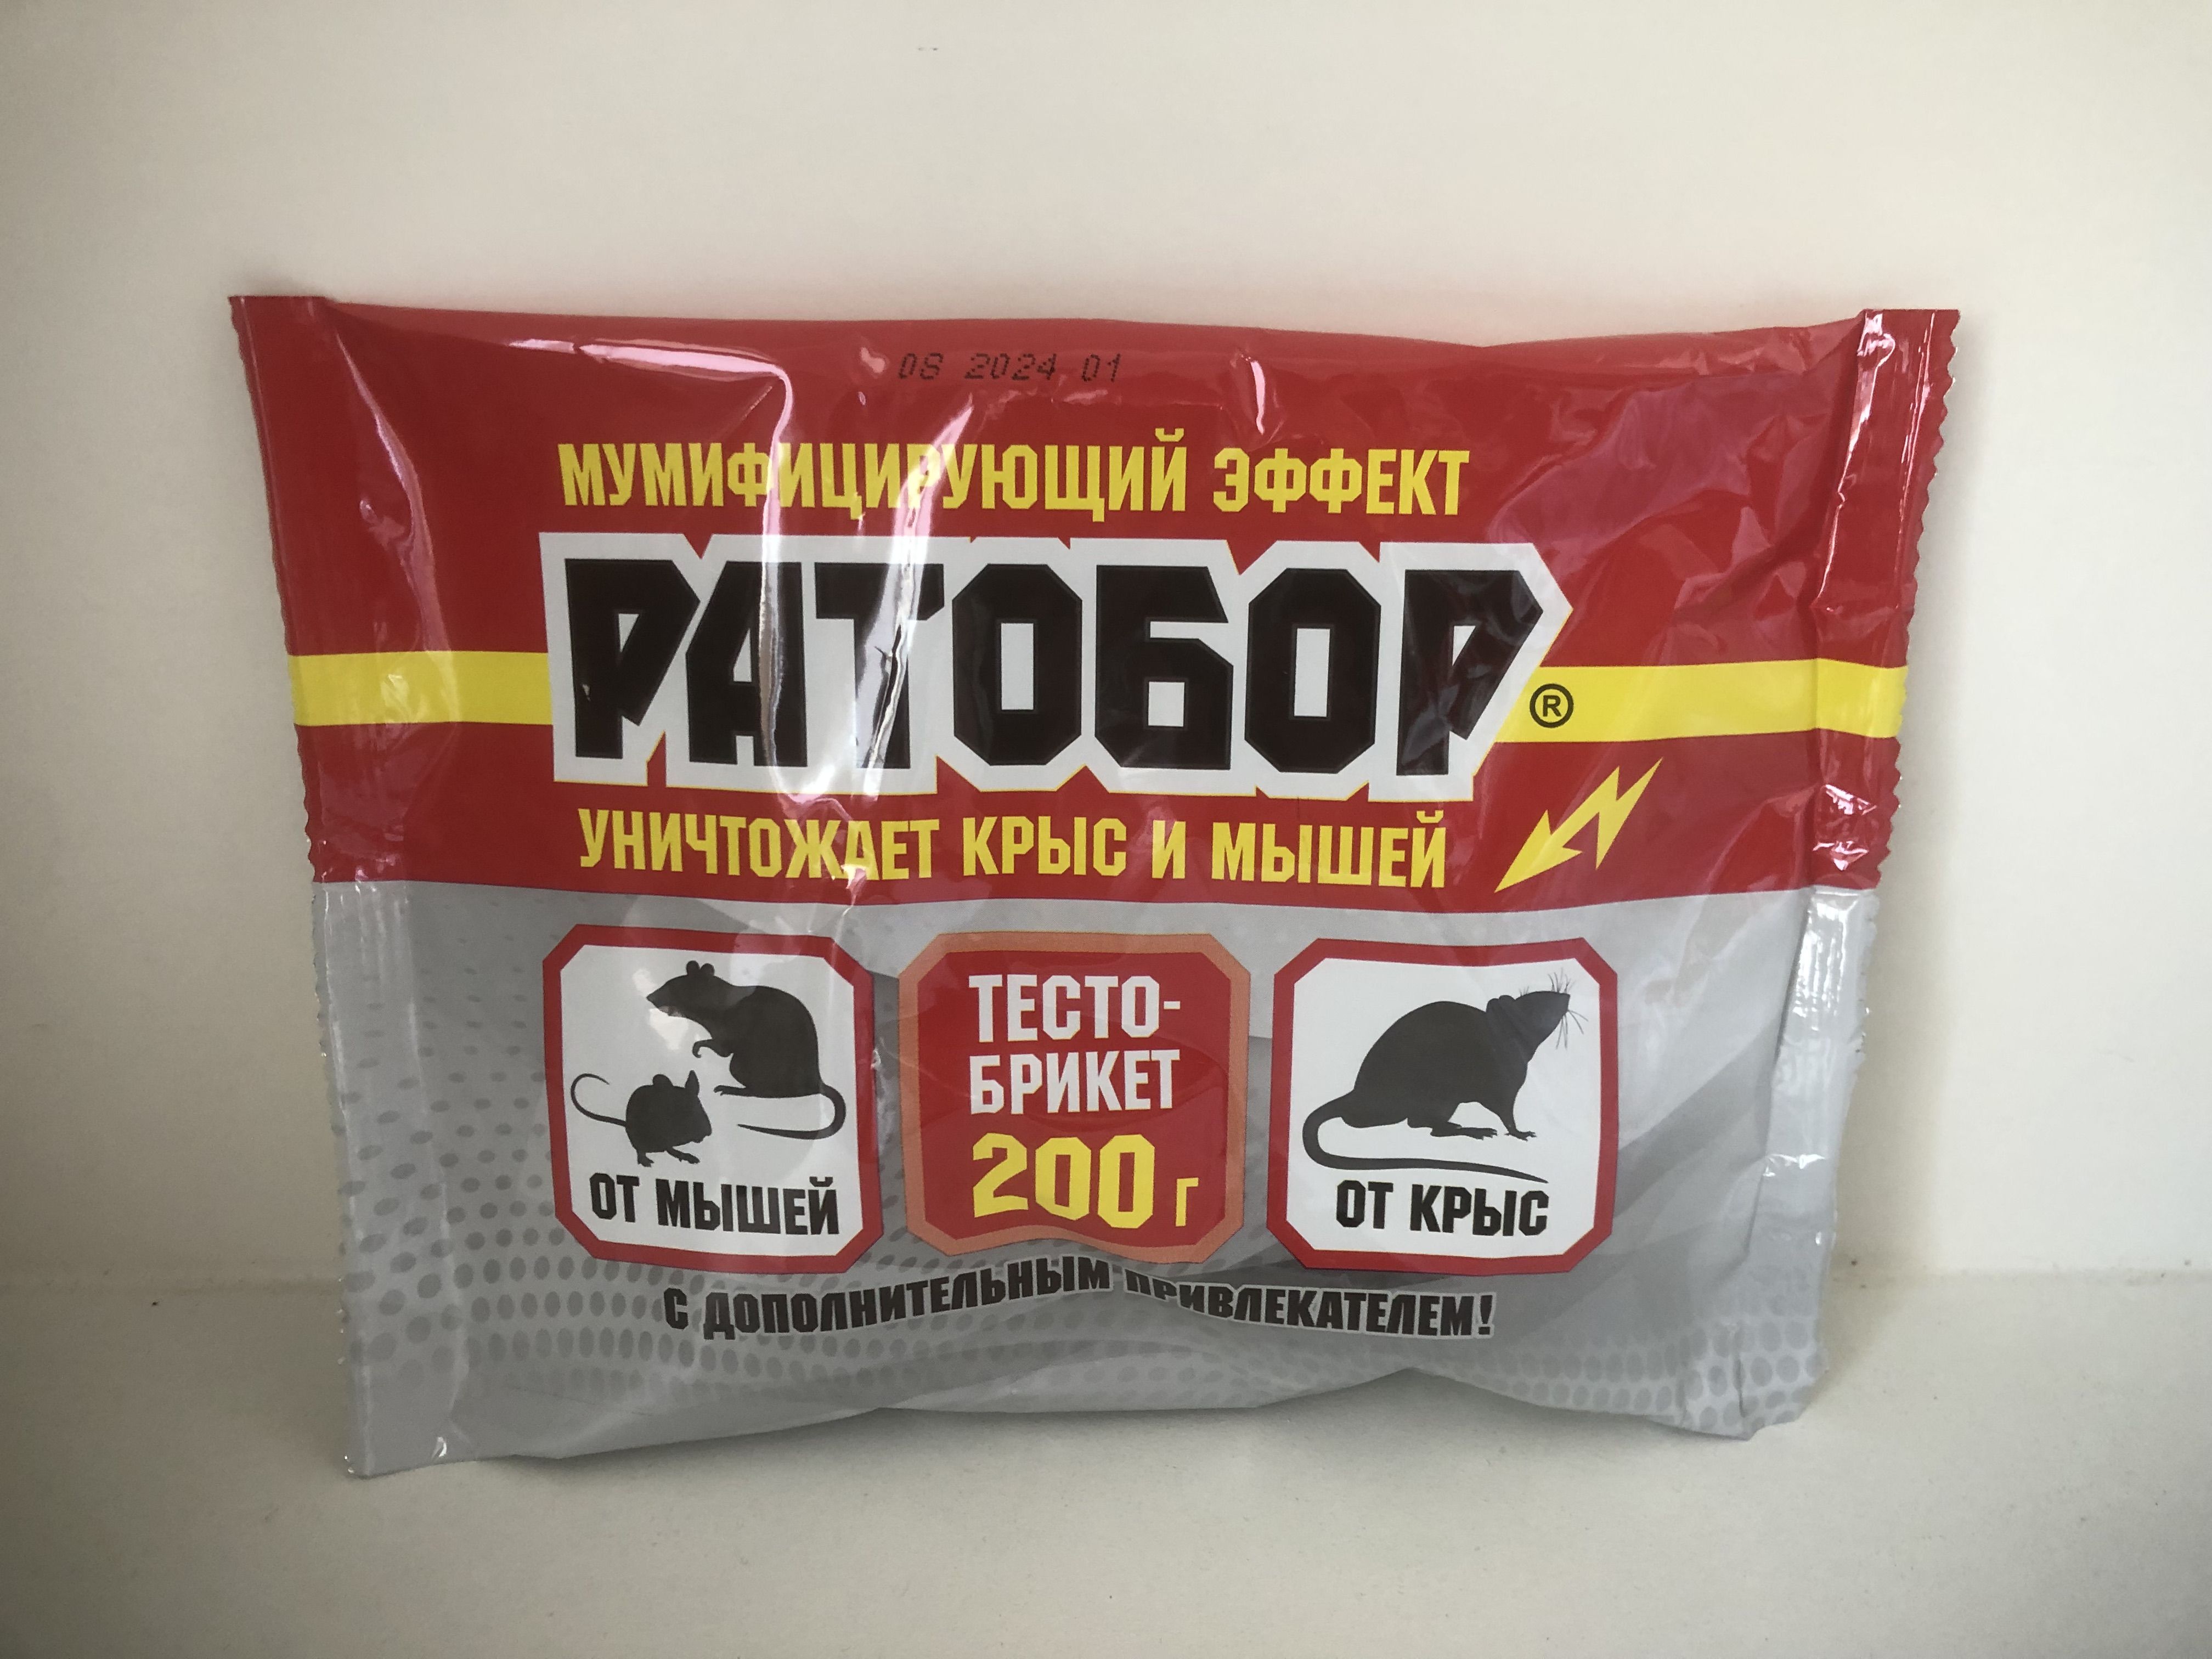 08 2024 01
МУМИФИЦИРУЮЩИЙ ЭФФЕКТ
РАТОБОР®
УНИЧТОЖАЕТ КРЫС И МЫШЕЙ
ОТ МЫШЕЙ
ТЕСТО-
БРИКЕТ
200 г
ОТ КРЫС
С ДОПОЛНИТЕЛЬНЫМ ПРИВЛЕКАТЕЛЕМ!